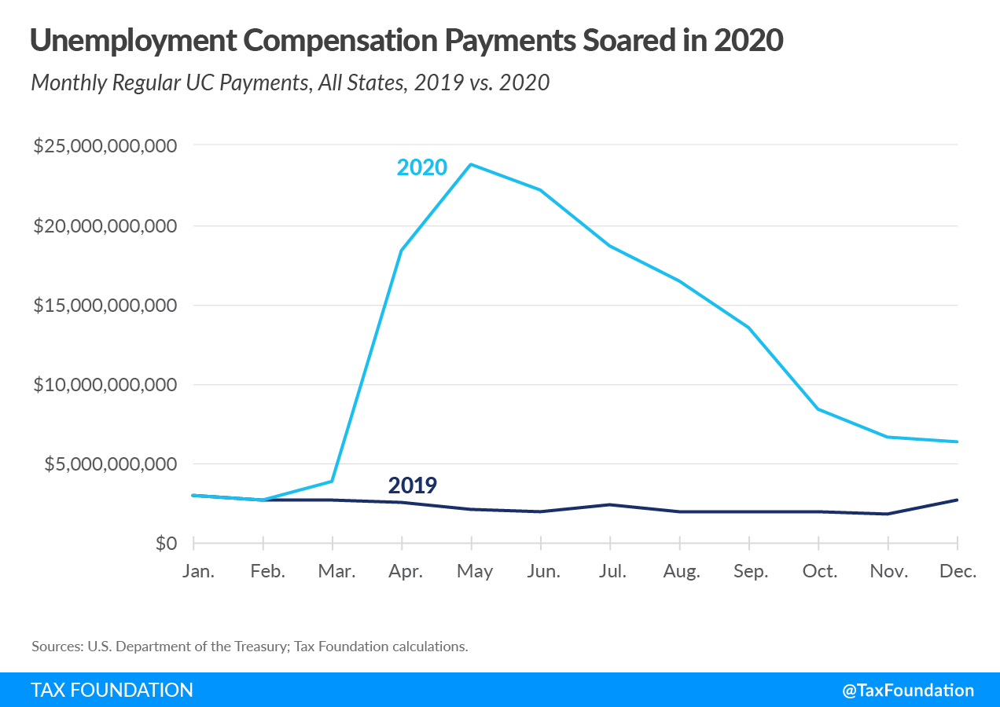 Unemployment Compensation Payments Soared in 2020
Monthly Regular UC Payments, All States, 2019 vs. 2020
$25,000,000,000
2020
$20,000,000,000
$15,000,000,000
$10,000,000,000
$5,000,000,000
2019
$0
Jan. Feb. Mar. Apr. May Jun. Jul. Aug. Sep. Oct. Nov. Dec.
Sources: U.S. Department of the Treasury; Tax Foundation calculations.
TAX FOUNDATION @TaxFoundation